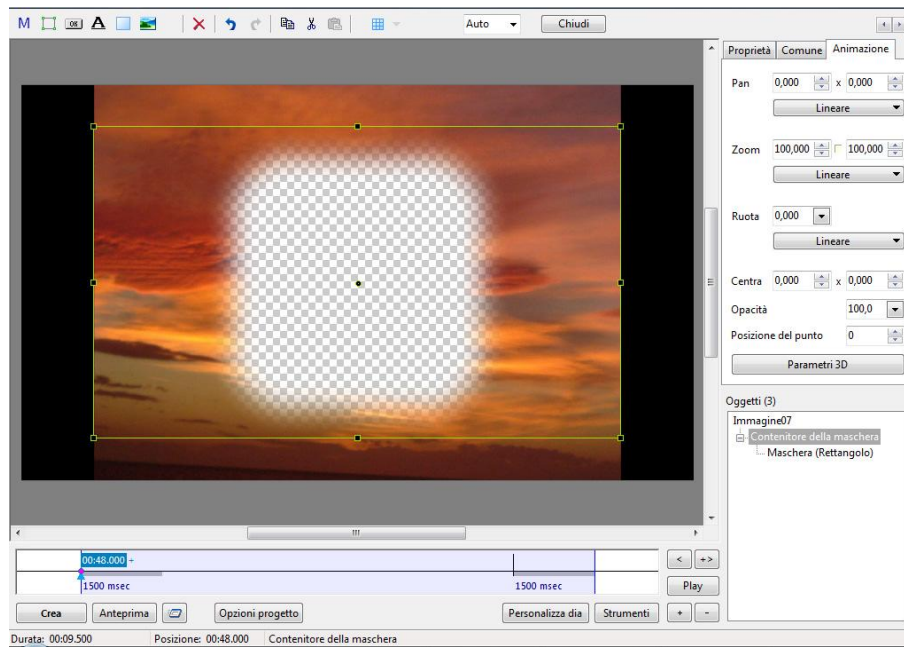 M OK A Auto Chiudi
Proprietà Comune Animazione
Pan 0,000 x 0,000
Lineare
Zoom 100,000 100,000
Lineare
Ruota 0,000
Lineare
Centra 0,000 x 0,000
Opacità 100,0
Posizione del punto 0
Parametri 3D
Oggetti (3)
Immagine07
Contenitore della maschera
Maschera (Rettangolo)
00:48.000 < +>
1500 msec 1500 msec Play
Crea Anteprima Opzioni progetto Personalizza dia Strumenti + -
Durata: 00:09.500 Posizione: 00:48.000 Contenitore della maschera